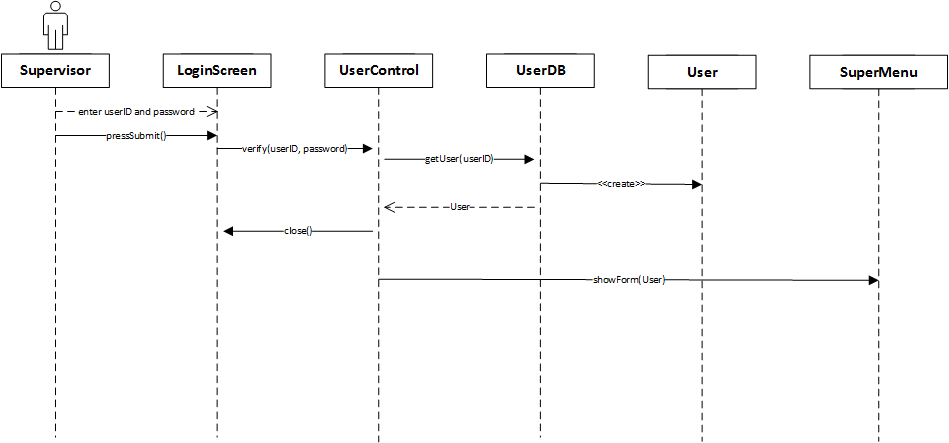 Supervisor
LoginScreen
UserControl
UserDB
User
SuperMenu
enter userID and password
pressSubmit()
verify(userID, password)
getUser(userID)
<<create>>
User
close()
showForm(User)